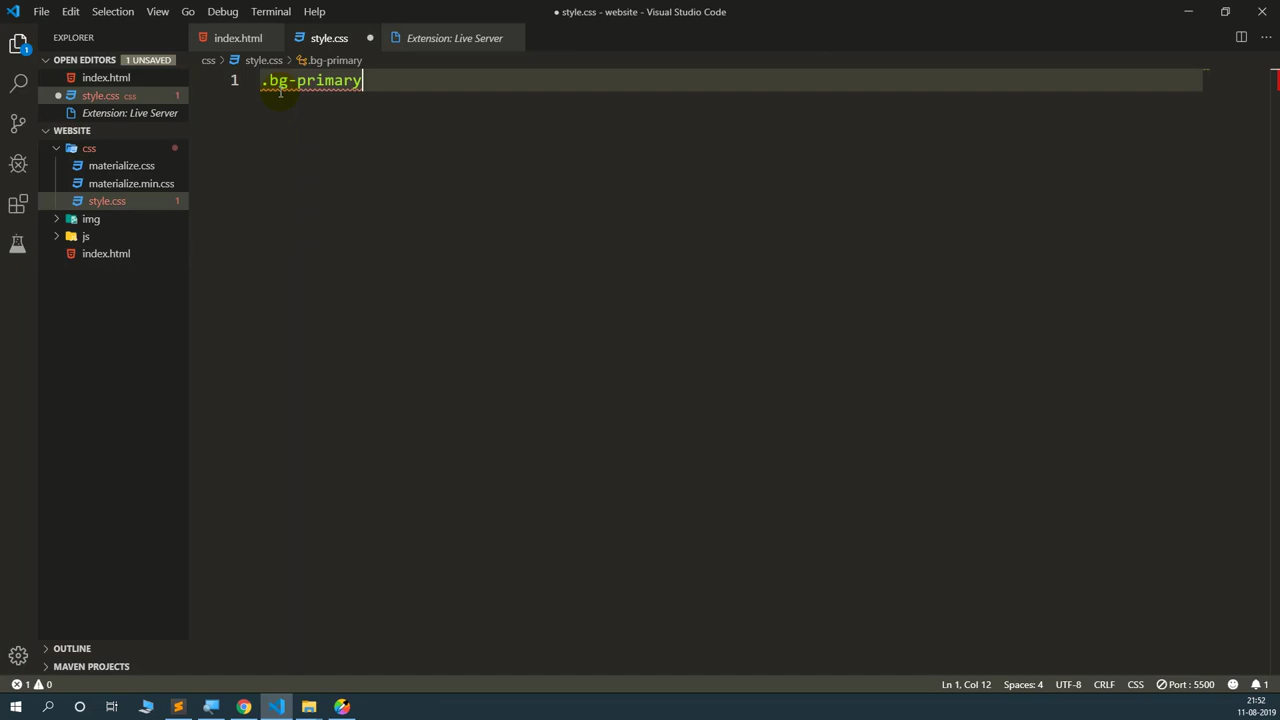 File Edit Selection View Go Debug Terminal Help
● style.css - website - Visual Studio Code
EXPLORER
index.html
style.css
Extension: Live Server
OPEN EDITORS 1 UNSAVED
index.html
style.css css 1
Extension: Live Server
WEBSITE
css
materialize.css
materialize.min.css
style.css 1
img
js
index.html
OUTLINE
MAVEN PROJECTS
css > style.css > .bg-primary
1 .bg-primary
1 0
Ln 1, Col 12 Spaces: 4 UTF-8 CRLF CSS Port : 5500 1
21:52
11-08-2019